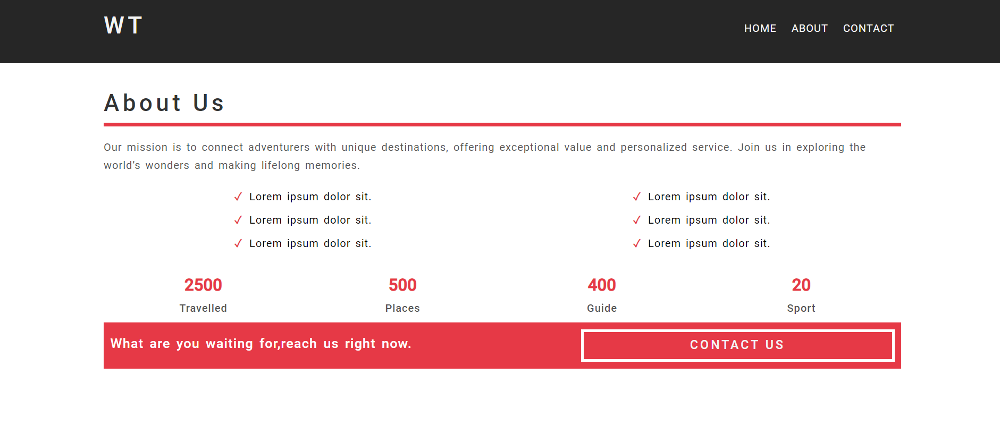 WT
HOME ABOUT CONTACT
About Us
Our mission is to connect adventurers with unique destinations, offering exceptional value and personalized service. Join us in exploring the
world’s wonders and making lifelong memories.
✓ Lorem ipsum dolor sit.
✓ Lorem ipsum dolor sit.
✓ Lorem ipsum dolor sit.
✓ Lorem ipsum dolor sit.
✓ Lorem ipsum dolor sit.
✓ Lorem ipsum dolor sit.
2500
Travelled
500
Places
400
Guide
20
Sport
What are you waiting for,reach us right now.
CONTACT US